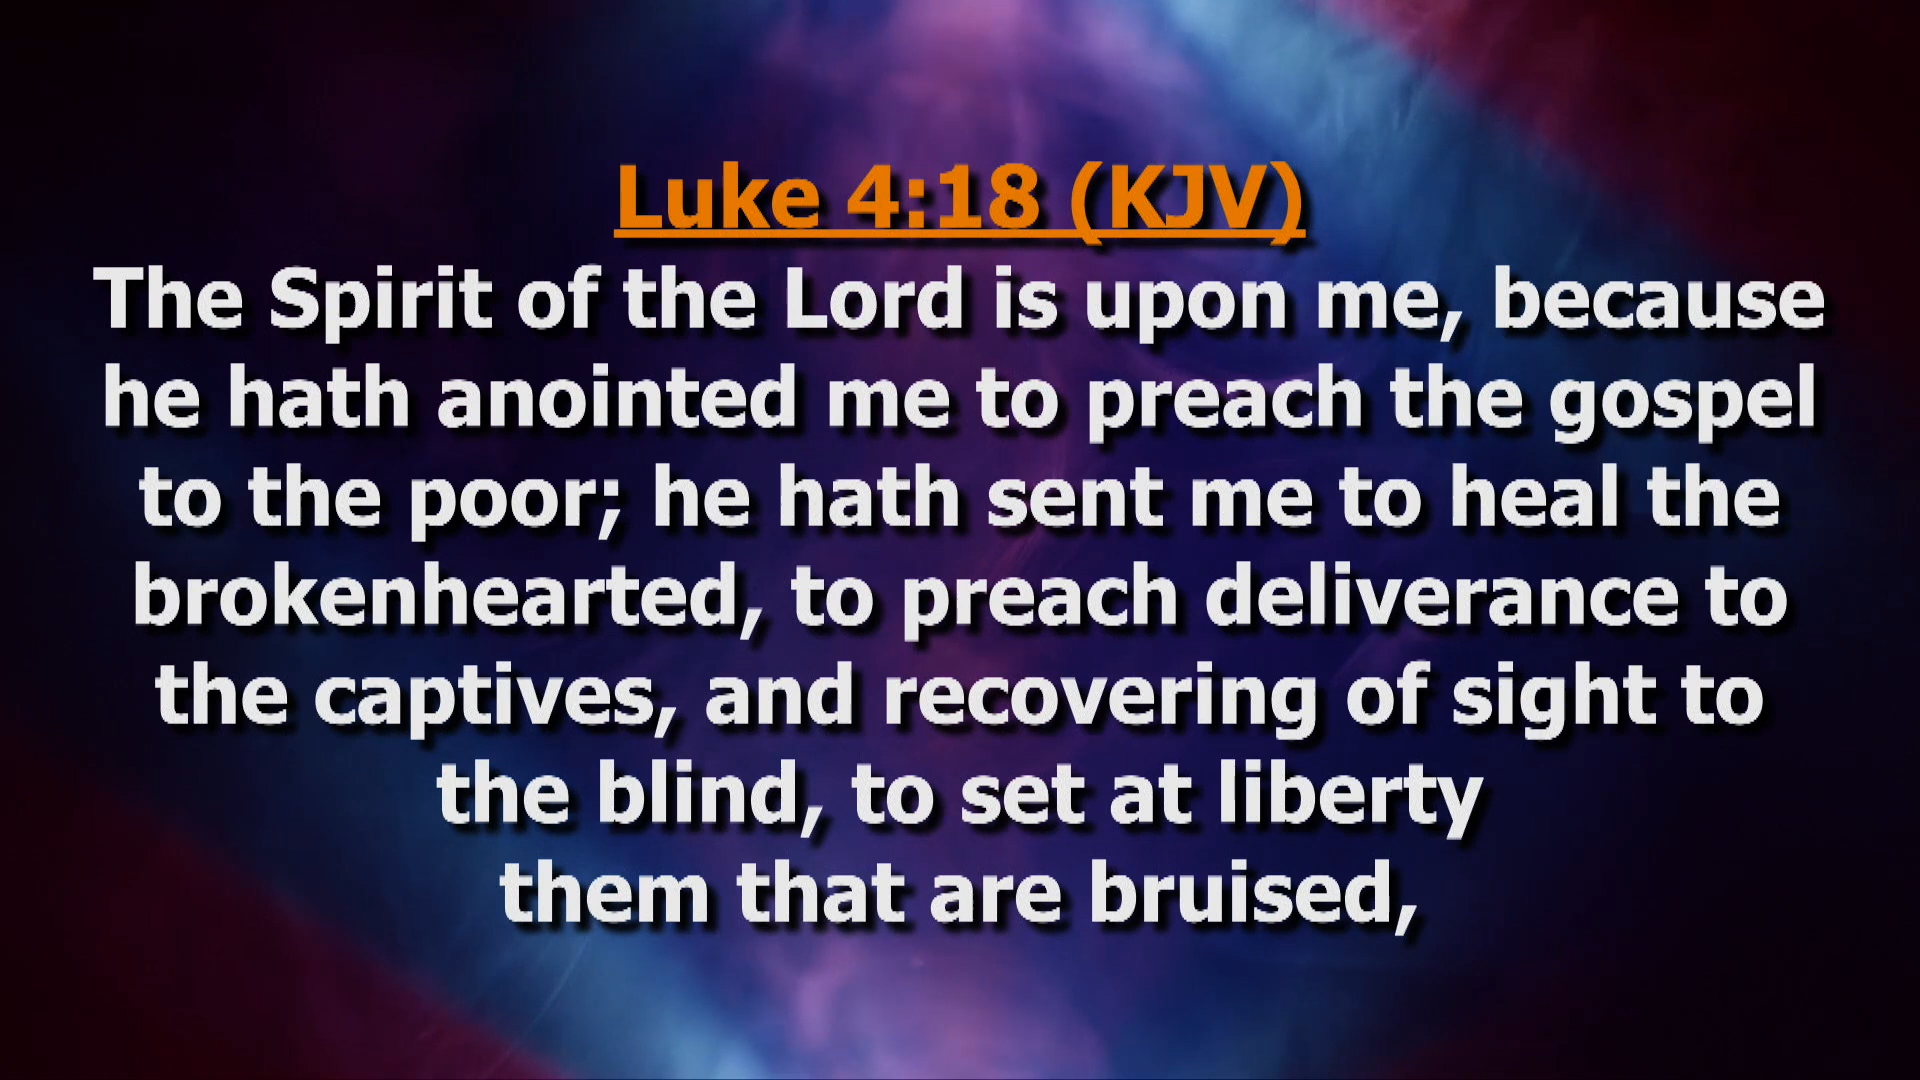 Luke 4:18 (KJV)
The Spirit of the Lord is upon me, because
he hath anointed me to preach the gospel
to the poor; he hath sent me to heal the
brokenhearted, to preach deliverance to
the captives, and recovering of sight to
the blind, to set at liberty
them that are bruised,